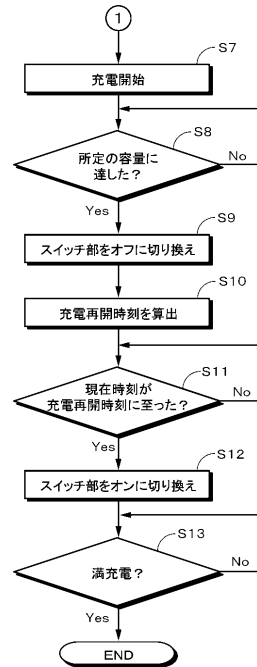 1
S7
充電開始
S8
所定の容量に
達した？
No
Yes
S9
スイッチ部をオフに切り換え
S10
充電再開時刻を算出
S11
現在時刻が
充電再開時刻に至った？
No
Yes
S12
スイッチ部をオンに切り換え
S13
満充電？
No
Yes
END